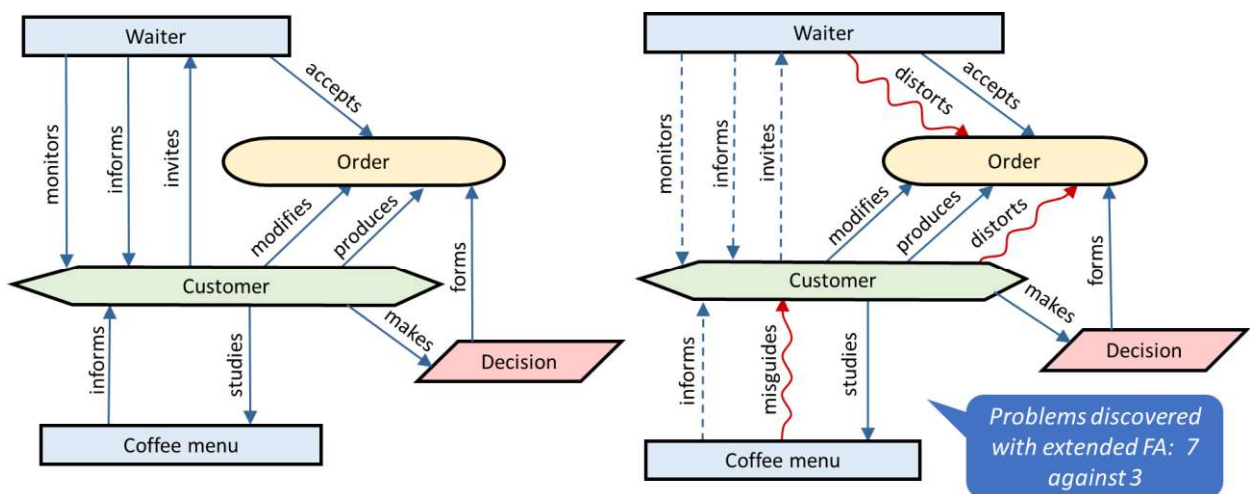 Waiter
accepts
monitors
informs
invites
Order
modifies
produces
forms
Customer
makes
informs
studies
Decision
Coffee menu
Waiter
distorts
accepts
monitors
informs
invites
Order
modifies
produces
distorts
forms
Customer
makes
informs
misguides
studies
Decision
Coffee menu
Problems discovered
with extended FA: 7
against 3